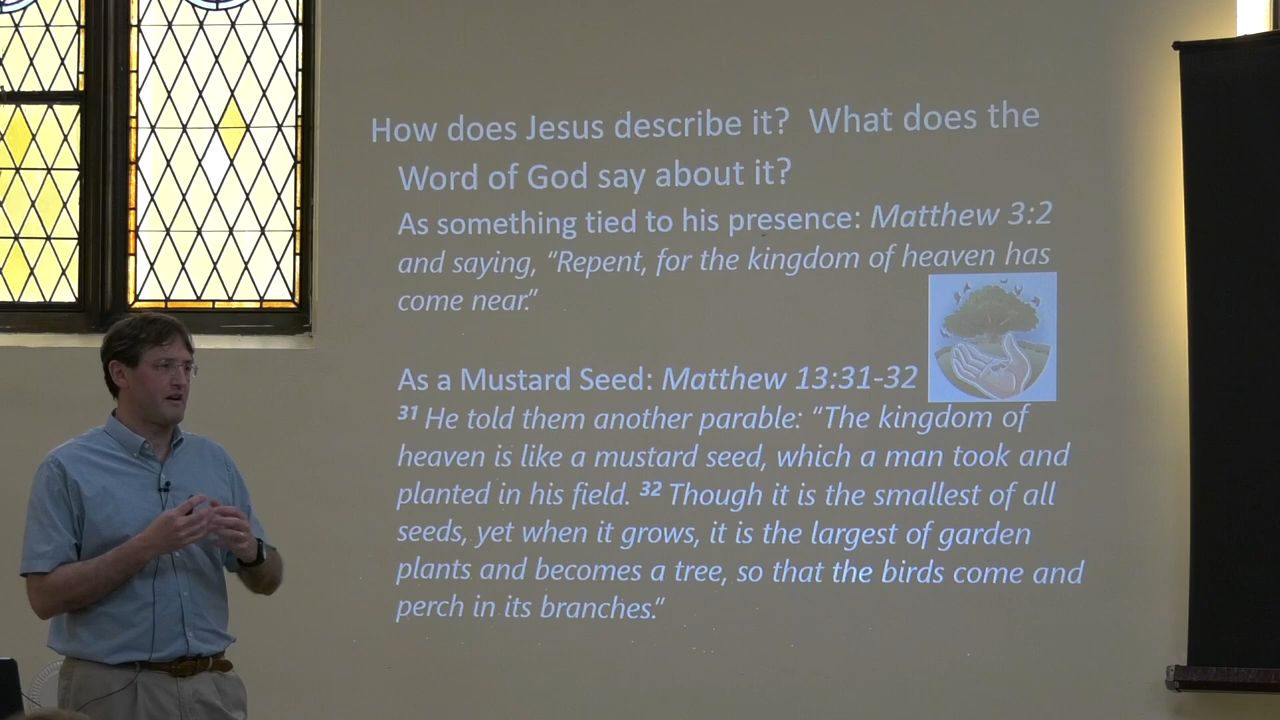 How does Jesus describe it?  What does the
Word of God say about it?
As something tied to his presence: Matthew 3:2
and saying, “Repent, for the kingdom of heaven has
come near.”
As a Mustard Seed: Matthew 13:31-32
31 He told them another parable: “The kingdom of
heaven is like a mustard seed, which a man took and
planted in his field. 32 Though it is the smallest of all
seeds, yet when it grows, it is the largest of garden
plants and becomes a tree, so that the birds come and
perch in its branches.”